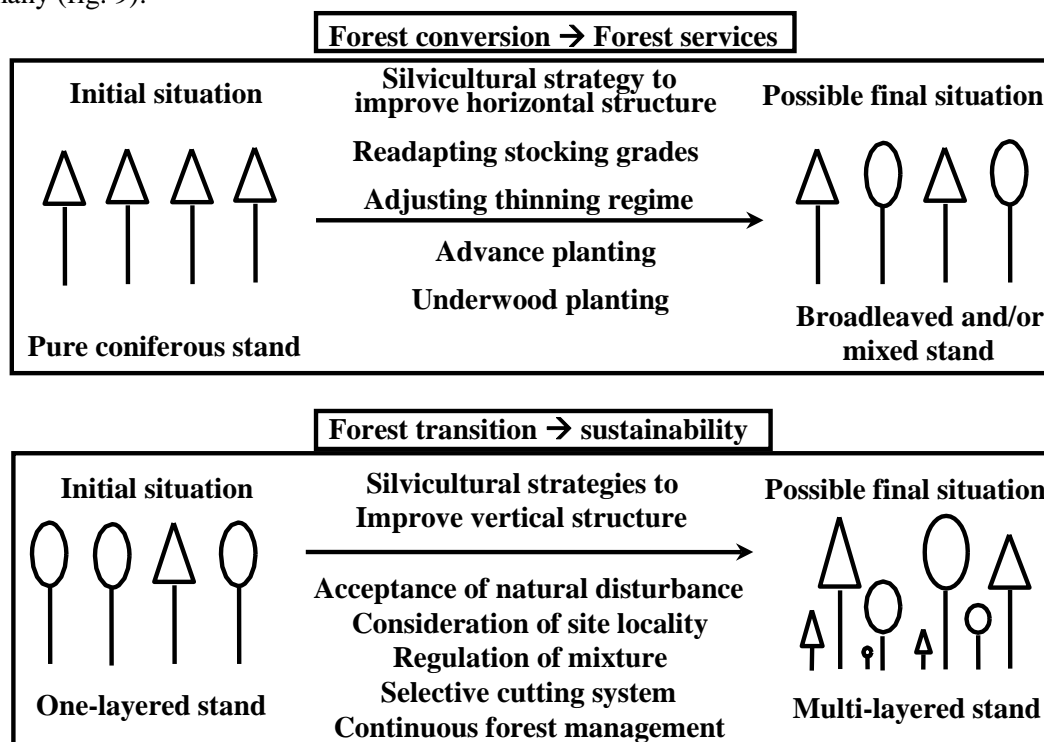 (fig. 9).
Forest conversion → Forest services
Initial situation
Silvicultural strategy to
improve horizontal structure
Possible final situation
Readapting stocking grades
Adjusting thinning regime
Advance planting
Underwood planting
Pure coniferous stand
Broadleaved and/or
mixed stand
Forest transition → sustainability
Initial situation
Silvicultural strategies to
Improve vertical structure
Possible final situation
Acceptance of natural disturbance
Consideration of site locality
Regulation of mixture
Selective cutting system
Continuous forest management
One-layered stand
Multi-layered stand